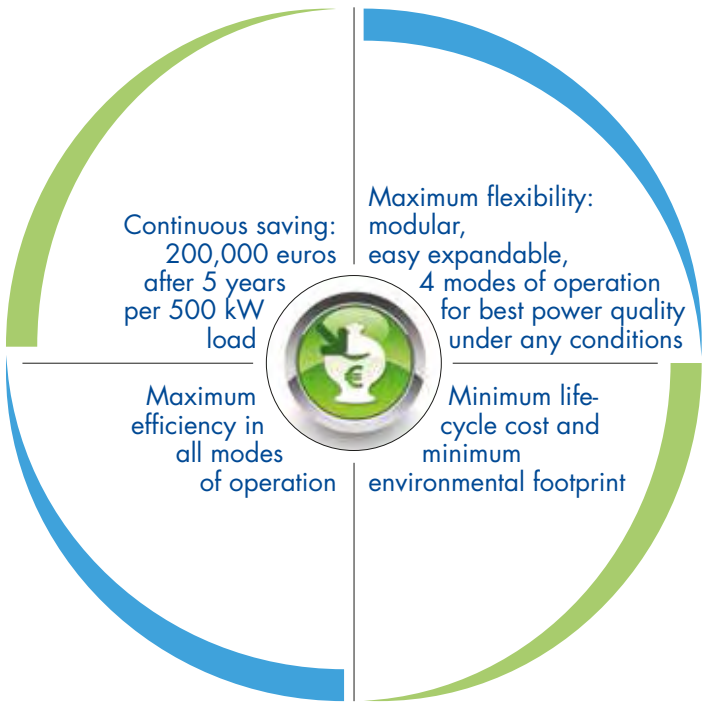 Continuous saving:
200,000 euros
after 5 years
per 500 kW
load
Maximum flexibility:
modular,
easy expandable,
4 modes of operation
for best power quality
under any conditions
€
Maximum
efficiency in
all modes
of operation
Minimum life-
cycle cost and
minimum
environmental footprint